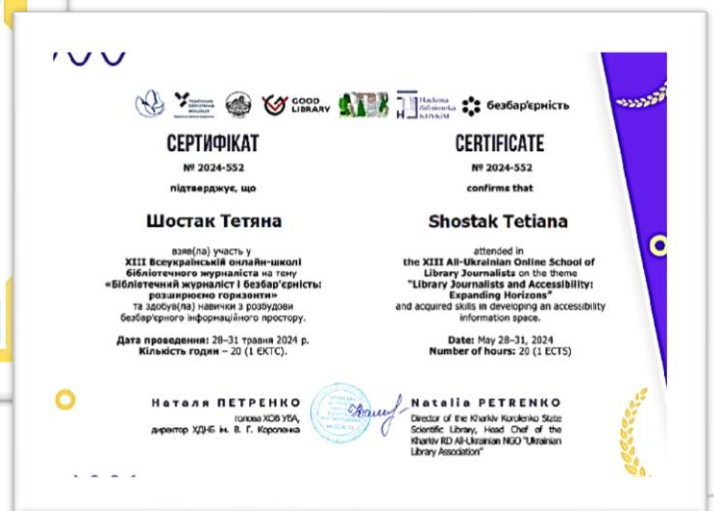 GOOD
LIBRARY
безбар'єрність
СЕРТИФІКАТ
№ 2024-552
підтверджує, що
Шостак Тетяна
взяв(ла) участь у
XIII Всеукраїнській онлайн-школі
бібліотечного журналіста на тему
«Бібліотечний журналіст і безбар'єрність:
розширюємо горизонти»
та здобув(ла) навички з розбудови
безбар'єрного інформаційного простору.
Дата проведення: 28–31 травня 2024 р.
Кількість годин – 20 (1 ЄКТС).
Наталя ПЕТРЕНКО
голова ХОВ УБА,
директор ХДНБ ім. В. Г. Короленка
CERTIFICATE
№ 2024-552
confirms that
Shostak Tetiana
attended in
the XIII All-Ukrainian Online School of
Library Journalists on the theme
"Library Journalists and Accessibility:
Expanding Horizons"
and acquired skills in developing an accessibility
information space.
Date: May 28-31, 2024
Number of hours: 20 (1 ECTS)
Natalia PETRENKO
Director of the Kharkiv Korolenko State
Scientific Library, Head Chef of the
Kharkiv RD All-Ukrainian NGO "Ukrainian
Library Association"